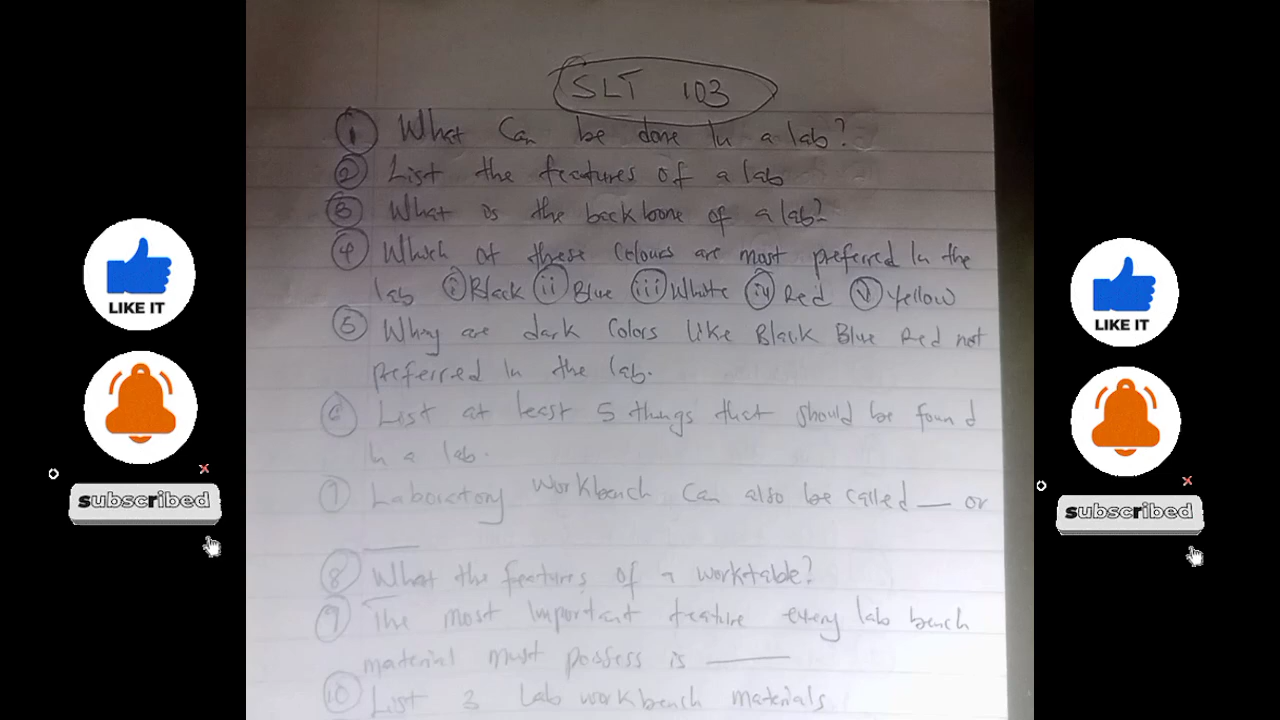 SLT 103
① What can be done in a lab?
② List the features of a lab
③ What is the backbone of a lab?
④ Which of these colours are most preferred in the
lab ⓘ Black ⓘⓘ Blue ⓘⓘⓘ White ⓘⓥ Red ⓥ Yellow
⑤ Why are dark colors like Black Blue Red not
preferred in the lab.
⑥ List at least 5 things that should be found
in a lab.
⑦ Laboratory workbench can also be called __ or
__
⑧ What the features of a worktable?
⑨ The most important feature every lab bench
material must possess is __
⑩ List 3 Lab workbench materials
LIKE IT
subscribed
LIKE IT
subscribed